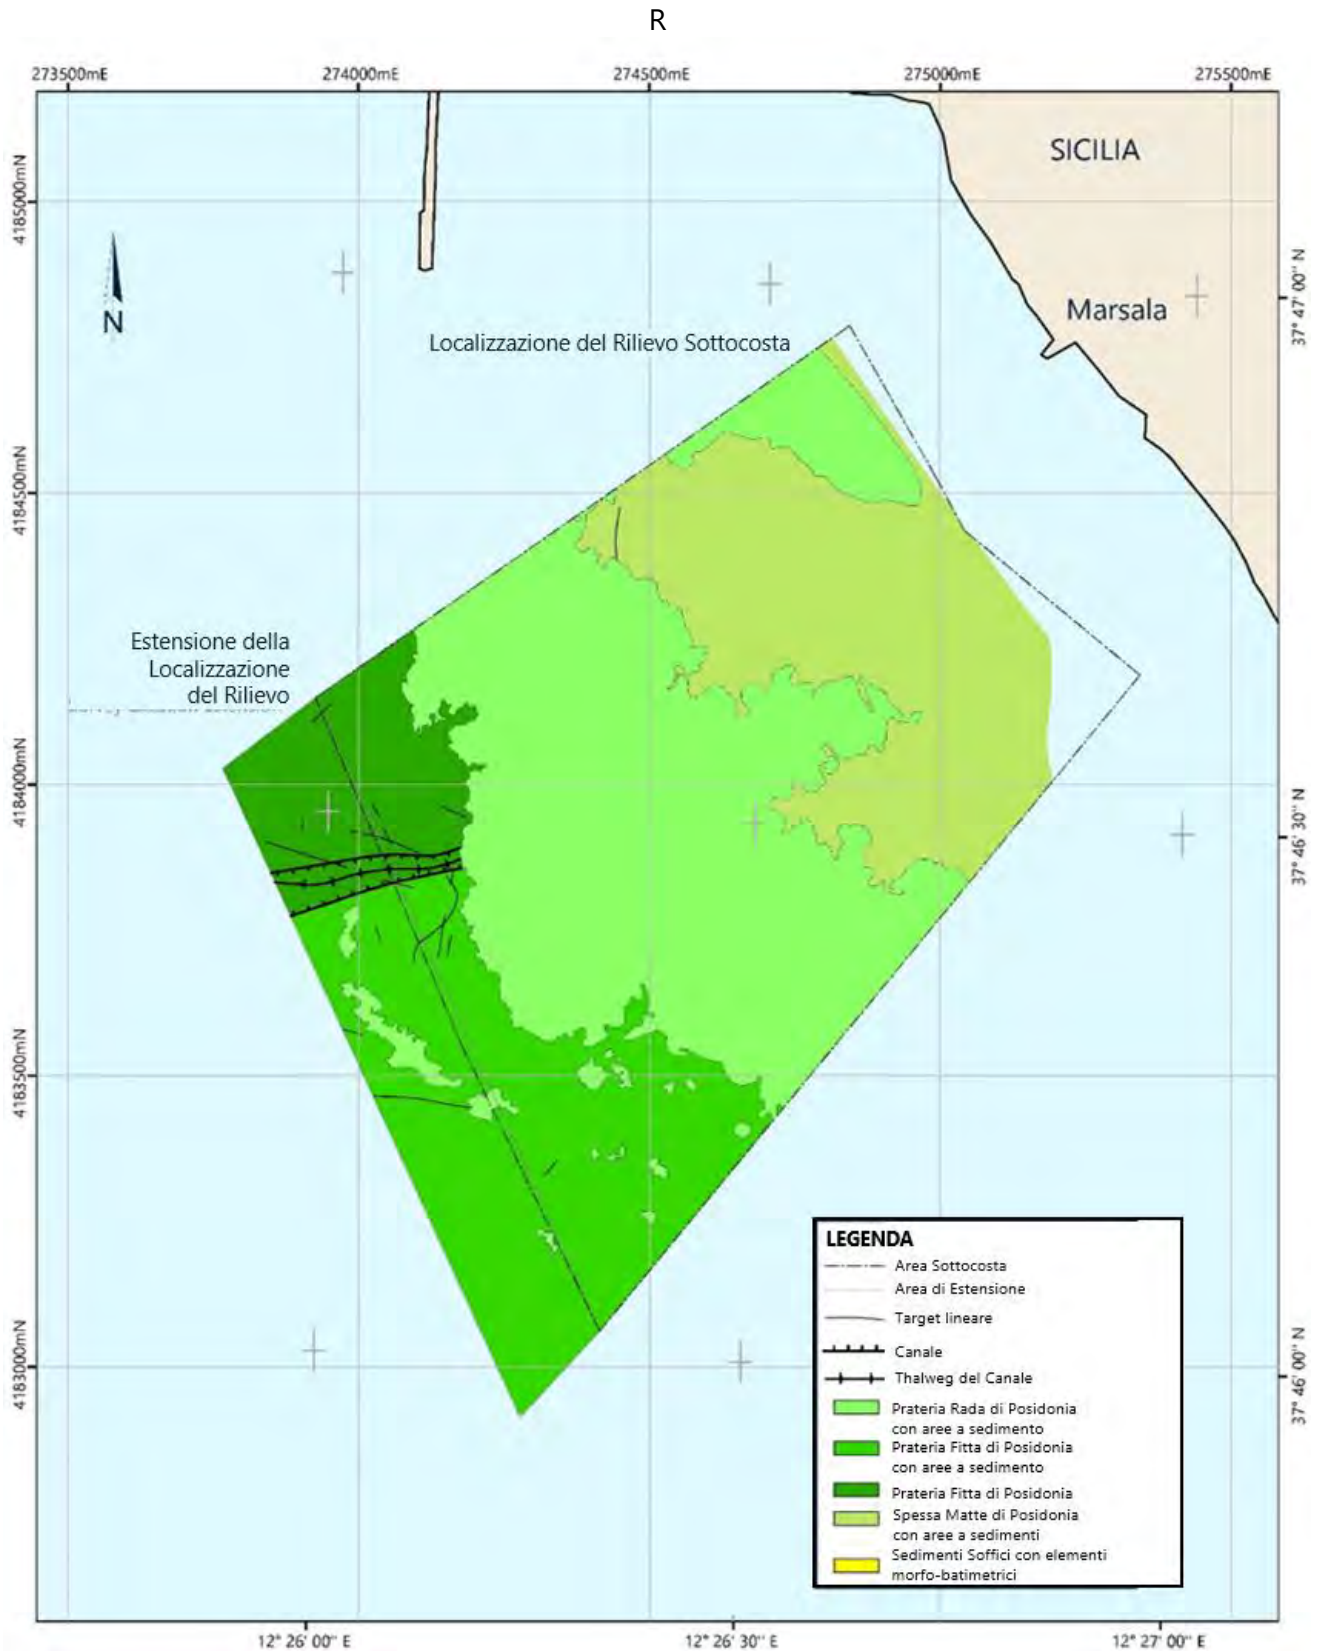 R
273500mE
274000mE
274500mE
275000mE
275500mE
SICILIA
4185000mN
Marsala
37° 47' 00'' N
N
Localizzazione del Rilievo Sottocosta
4184500mN
Estensione della
Localizzazione
del Rilievo
4184000mN
37° 46' 30'' N
4183500mN
4183000mN
37° 46' 00'' N
LEGENDA
Area Sottocosta
Area di Estensione
Target lineare
Canale
Thalweg del Canale
Prateria Rada di Posidonia
con aree a sedimento
Prateria Fitta di Posidonia
con aree a sedimento
Prateria Fitta di Posidonia
Spessa Matte di Posidonia
con aree a sedimenti
Sedimenti Soffici con elementi
morfo-batimetrici
12° 26' 00'' E
12° 26' 30'' E
12° 27' 00'' E